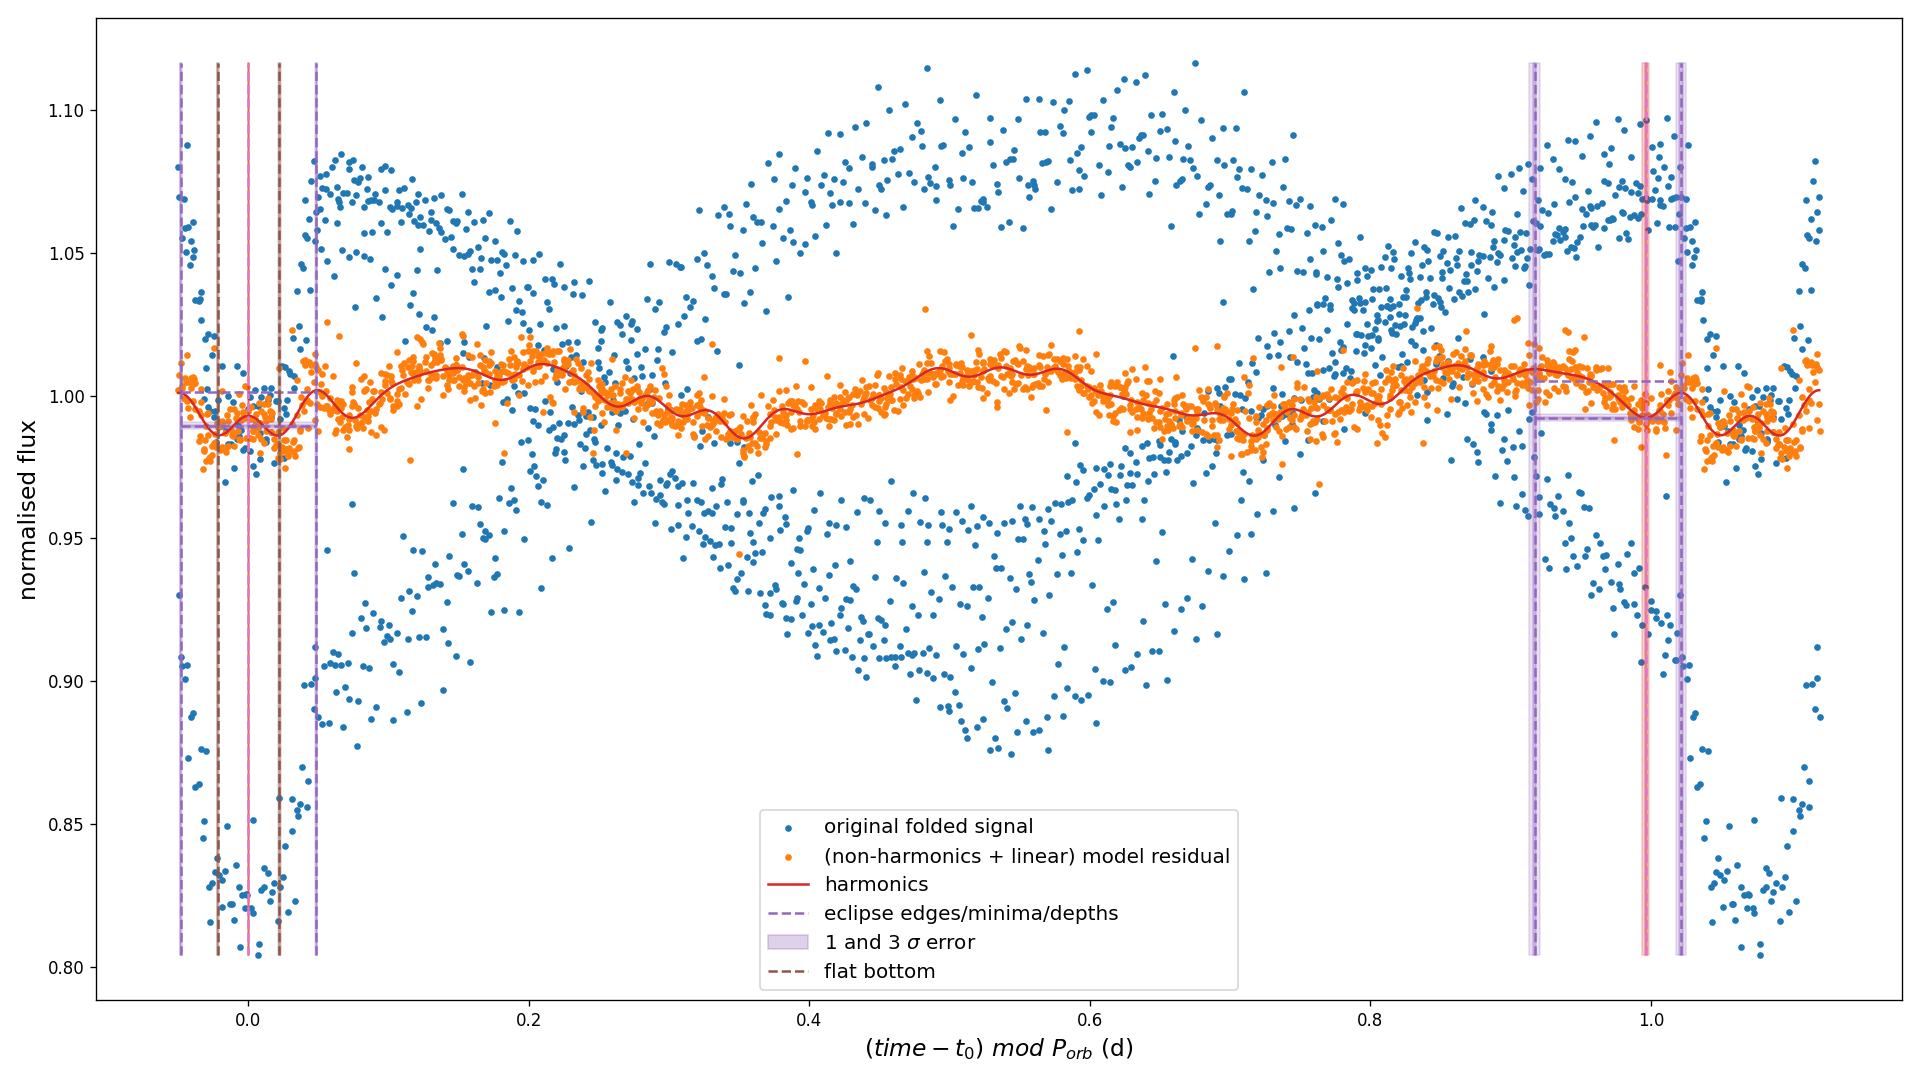 normalised flux
1.10
1.05
1.00
0.95
0.90
0.85
0.80
original folded signal
(non-harmonics + linear) model residual
harmonics
eclipse edges/minima/depths
1 and 3 σ error
flat bottom
0.0 0.2 0.4 0.6 0.8 1.0
(time − t₀) mod Pₒᵣb (d)